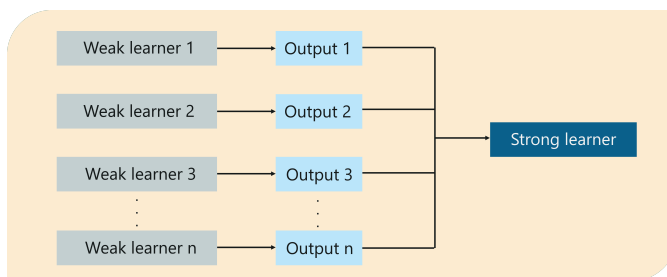 Weak learner 1
Output 1
Weak learner 2
Output 2
Strong learner
Weak learner 3
Output 3
Weak learner n
Output n